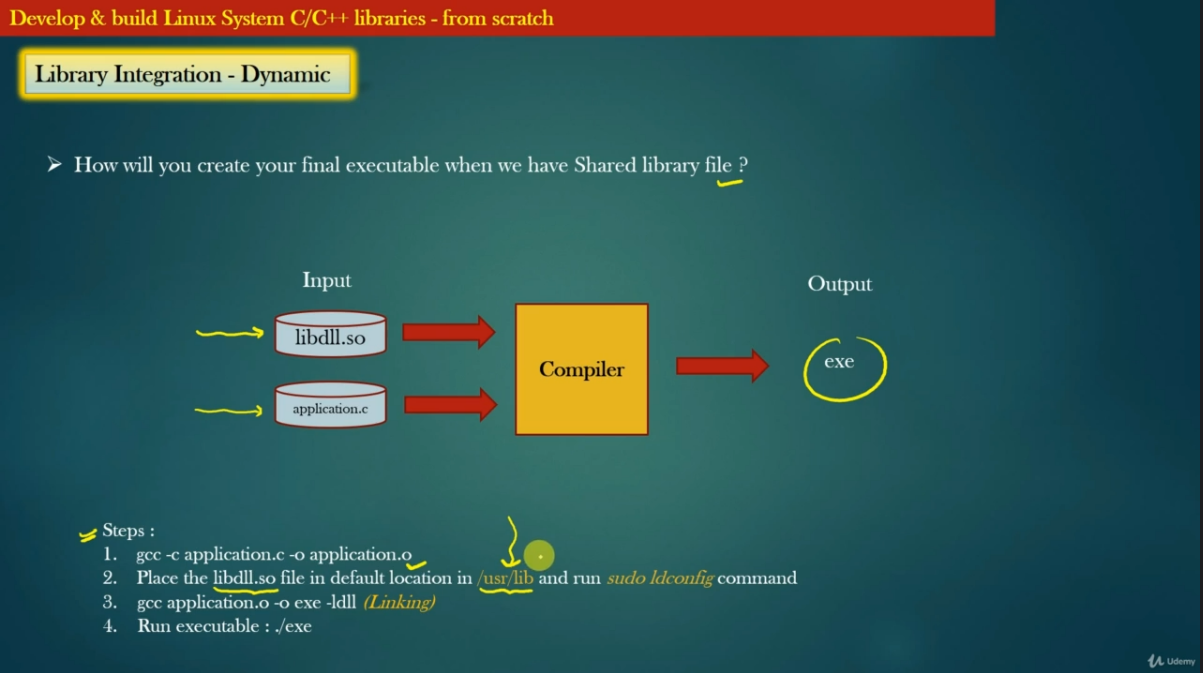 Develop & build Linux System C/C++ libraries - from scratch
Library Integration - Dynamic
➤ How will you create your final executable when we have Shared library file ?
Input
Output
libdll.so
application.c
Compiler
exe
Steps :
1. gcc -c application.c -o application.o
2. Place the libdll.so file in default location in /usr/lib and run sudo ldconfig command
3. gcc application.o -o exe -ldll (Linking)
4. Run executable : ./exe
Udemy